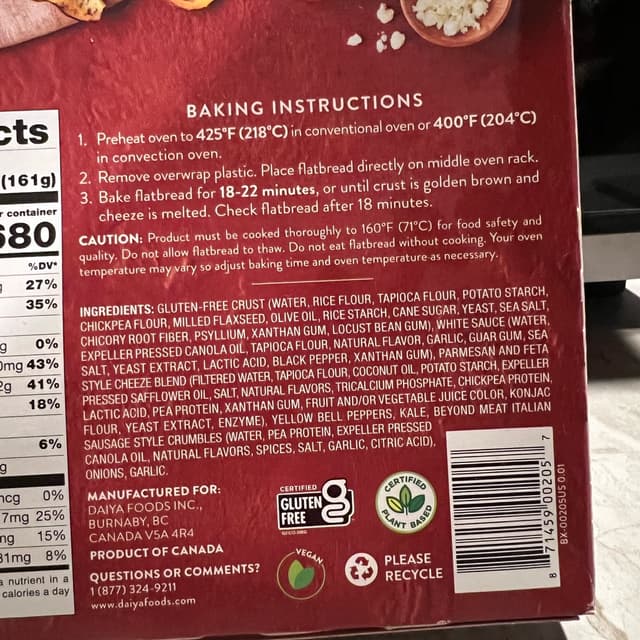 BAKING INSTRUCTIONS
1. Preheat oven to 425°F (218°C) in conventional oven or 400°F (204°C)
in convection oven.
2. Remove overwrap plastic. Place flatbread directly on middle oven rack.
3. Bake flatbread for 18-22 minutes, or until crust is golden brown and
cheeze is melted. Check flatbread after 18 minutes.
CAUTION: Product must be cooked thoroughly to 160°F (71°C) for food safety and
quality. Do not allow flatbread to thaw. Do not eat flatbread without cooking. Your oven
temperature may vary so adjust baking time and oven temperature as necessary.
INGREDIENTS: GLUTEN-FREE CRUST (WATER, RICE FLOUR, TAPIOCA FLOUR, POTATO STARCH,
CHICKPEA FLOUR, MILLED FLAXSEED, OLIVE OIL, RICE STARCH, CANE SUGAR, YEAST, SEA SALT,
CHICORY ROOT FIBER, PSYLLIUM, XANTHAN GUM, LOCUST BEAN GUM), WHITE SAUCE (WATER,
EXPELLER PRESSED CANOLA OIL, TAPIOCA FLOUR, NATURAL FLAVOR, GARLIC, GUAR GUM, SEA
SALT, YEAST EXTRACT, LACTIC ACID, BLACK PEPPER, XANTHAN GUM), PARMESAN AND FETA
STYLE CHEEZE BLEND (FILTERED WATER, TAPIOCA FLOUR, COCONUT OIL, POTATO STARCH, EXPELLER
PRESSED SAFFLOWER OIL, SALT, NATURAL FLAVORS, TRICALCIUM PHOSPHATE, CHICKPEA PROTEIN,
LACTIC ACID, PEA PROTEIN, XANTHAN GUM, FRUIT AND/OR VEGETABLE JUICE COLOR, KONJAC
FLOUR, YEAST EXTRACT, ENZYME), YELLOW BELL PEPPERS, KALE, BEYOND MEAT ITALIAN
SAUSAGE STYLE CRUMBLES (WATER, PEA PROTEIN, EXPELLER PRESSED
CANOLA OIL, NATURAL FLAVORS, SPICES, SALT, GARLIC, CITRIC ACID),
ONIONS, GARLIC.
MANUFACTURED FOR:
DAIYA FOODS INC.,
BURNABY, BC
CANADA V5A 4R4
PRODUCT OF CANADA
QUESTIONS OR COMMENTS?
1 (877) 324-9211
www.daiyafoods.com
CERTIFIED
GLUTEN
FREE
CERTIFIED
PLANT BASED
VEGAN
PLEASE
RECYCLE
8 71459 00205 7
BX-00205US 0.01
cts
(161g)
r container
680
%DV*
27%
35%
g 0%
0mg 43%
2g 41%
18%
6%
g
mcg 0%
7mg 25%
mg 15%
31mg 8%
a nutrient in a
calories a day